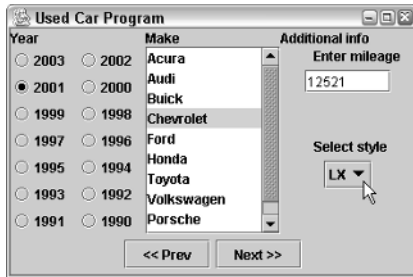 Used Car Program
Year Make Additional info
2003 2002 Acura Enter mileage
2001 2000 Audi 12521
1999 1998 Buick
1997 1996 Chevrolet
1995 1994 Ford Select style
1993 1992 Honda LX
1991 1990 Toyota
Volkswagen
Porsche
<< Prev Next >>